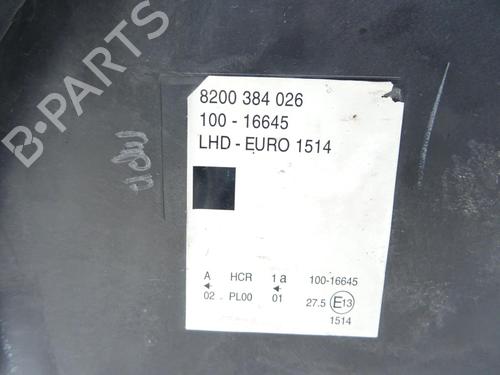 B-PARTS
8200 384 026
100 - 16645
LHD - EURO 1514
A HCR 1a 100-16645
02 PL00 01 27.5 E13
1514